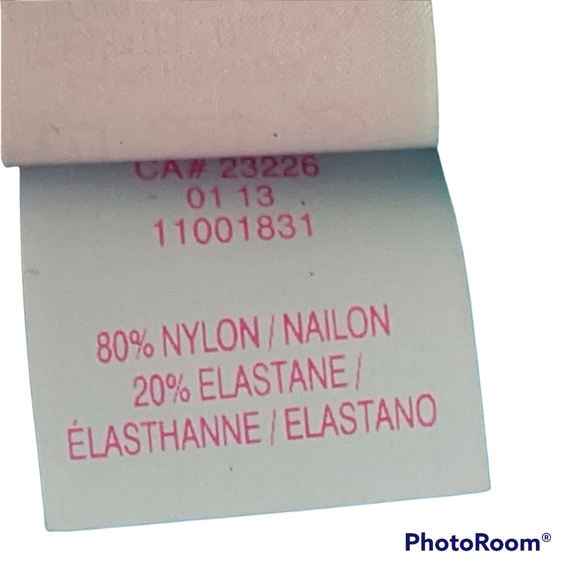 CA# 23226
01 13
11001831
80% NYLON / NAILON
20% ELASTANE /
ÉLASTHANNE / ELASTANO
PhotoRoom®